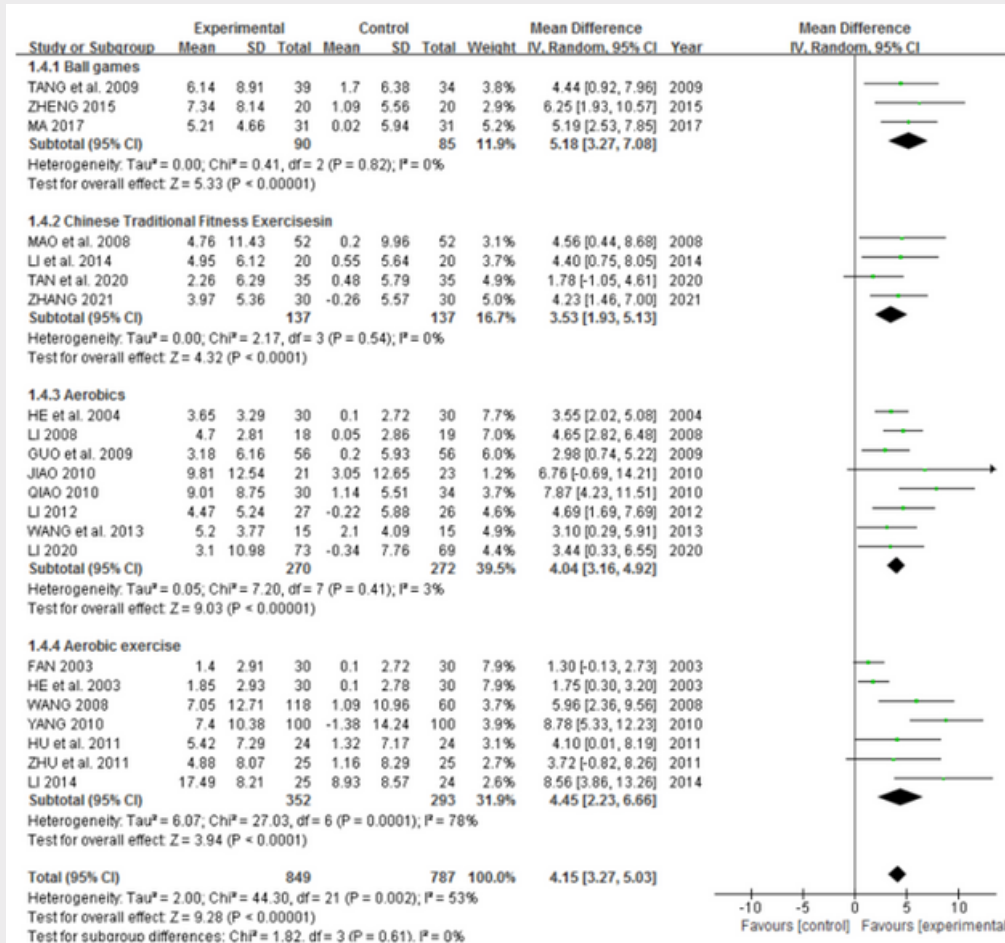 Experimental Control Mean Difference Mean Difference
Study or Subgroup Mean SD Total Mean SD Total Weight IV, Random, 95% CI Year IV, Random, 95% CI
1.4.1 Ball games
TANG et al. 2009 6.14 8.91 39 1.7 6.38 34 3.8% 4.44 [0.92, 7.96] 2009
ZHENG 2015 7.34 8.14 20 1.09 5.56 20 2.9% 6.25 [1.93, 10.57] 2015
MA 2017 5.21 4.66 31 0.02 5.94 31 5.2% 5.19 [2.53, 7.85] 2017
Subtotal (95% CI) 90 85 11.9% 5.18 [3.27, 7.08]
Heterogeneity: Tau² = 0.00; Chi² = 0.41, df = 2 (P = 0.82); I² = 0%
Test for overall effect: Z = 5.33 (P < 0.00001)
1.4.2 Chinese Traditional Fitness Exercisesin
MAO et al. 2008 4.76 11.43 52 0.2 9.96 52 3.1% 4.56 [0.44, 8.68] 2008
LI et al. 2014 4.95 6.12 20 0.55 5.64 20 3.7% 4.40 [0.75, 8.05] 2014
TAN et al. 2020 2.26 6.29 35 0.48 5.79 35 4.9% 1.78 [-1.05, 4.61] 2020
ZHANG 2021 3.97 5.36 30 -0.26 5.57 30 5.0% 4.23 [1.46, 7.00] 2021
Subtotal (95% CI) 137 137 16.7% 3.53 [1.93, 5.13]
Heterogeneity: Tau² = 0.00; Chi² = 2.17, df = 3 (P = 0.54); I² = 0%
Test for overall effect: Z = 4.32 (P < 0.0001)
1.4.3 Aerobics
HE et al. 2004 3.65 3.29 30 0.1 2.72 30 7.7% 3.55 [2.02, 5.08] 2004
LI 2008 4.7 2.81 18 0.05 2.86 19 7.0% 4.65 [2.82, 6.48] 2008
GUO et al. 2009 3.18 6.16 56 0.2 5.93 56 6.1% 2.98 [0.74, 5.22] 2009
JIAO 2010 9.81 12.54 21 3.05 12.65 23 1.2% 6.76 [-0.69, 14.21] 2010
QIAO 2010 9.01 8.75 30 1.14 5.51 34 3.7% 7.87 [4.23, 11.51] 2010
LI 2012 4.47 5.24 27 -0.22 5.88 26 4.6% 4.69 [1.69, 7.69] 2012
WANG et al. 2013 5.2 3.77 15 2.1 4.09 15 5.0% 3.10 [0.29, 5.91] 2013
LI 2020 3.1 10.98 73 -0.34 7.76 69 4.4% 3.44 [0.33, 6.55] 2020
Subtotal (95% CI) 270 272 39.5% 4.04 [3.16, 4.92]
Heterogeneity: Tau² = 0.05; Chi² = 7.20, df = 7 (P = 0.41); I² = 3%
Test for overall effect: Z = 9.03 (P < 0.00001)
1.4.4 Aerobic exercise
FAN 2003 1.4 2.91 30 0.1 2.72 30 7.9% 1.30 [-0.13, 2.73] 2003
HE et al. 2003 1.85 2.93 30 0.1 2.78 30 7.9% 1.75 [0.30, 3.20] 2003
WANG 2008 7.05 12.71 118 1.09 10.96 60 3.7% 5.96 [2.36, 9.56] 2008
YANG 2010 7.4 10.38 100 -1.38 14.24 100 3.9% 8.78 [5.33, 12.23] 2010
HU et al. 2011 5.42 7.29 24 1.32 7.17 24 3.1% 4.10 [0.01, 8.19] 2011
ZHU et al. 2011 4.88 8.07 25 1.16 8.29 25 2.7% 3.72 [-0.82, 8.26] 2011
LI 2014 17.49 8.21 25 8.93 8.57 24 2.6% 8.56 [3.86, 13.26] 2014
Subtotal (95% CI) 352 293 31.9% 4.45 [2.23, 6.66]
Heterogeneity: Tau² = 6.07; Chi² = 27.03, df = 6 (P = 0.0001); I² = 78%
Test for overall effect: Z = 3.94 (P < 0.0001)
Total (95% CI) 849 787 100.0% 4.15 [3.27, 5.03]
Heterogeneity: Tau² = 2.00; Chi² = 44.30, df = 21 (P = 0.002); I² = 53%
Test for overall effect: Z = 9.28 (P < 0.00001)
Test for subgroup differences: Chi² = 1.82, df = 3 (P = 0.61), I² = 0%
-10 -5 0 5 10
Favours [control] Favours [experimental